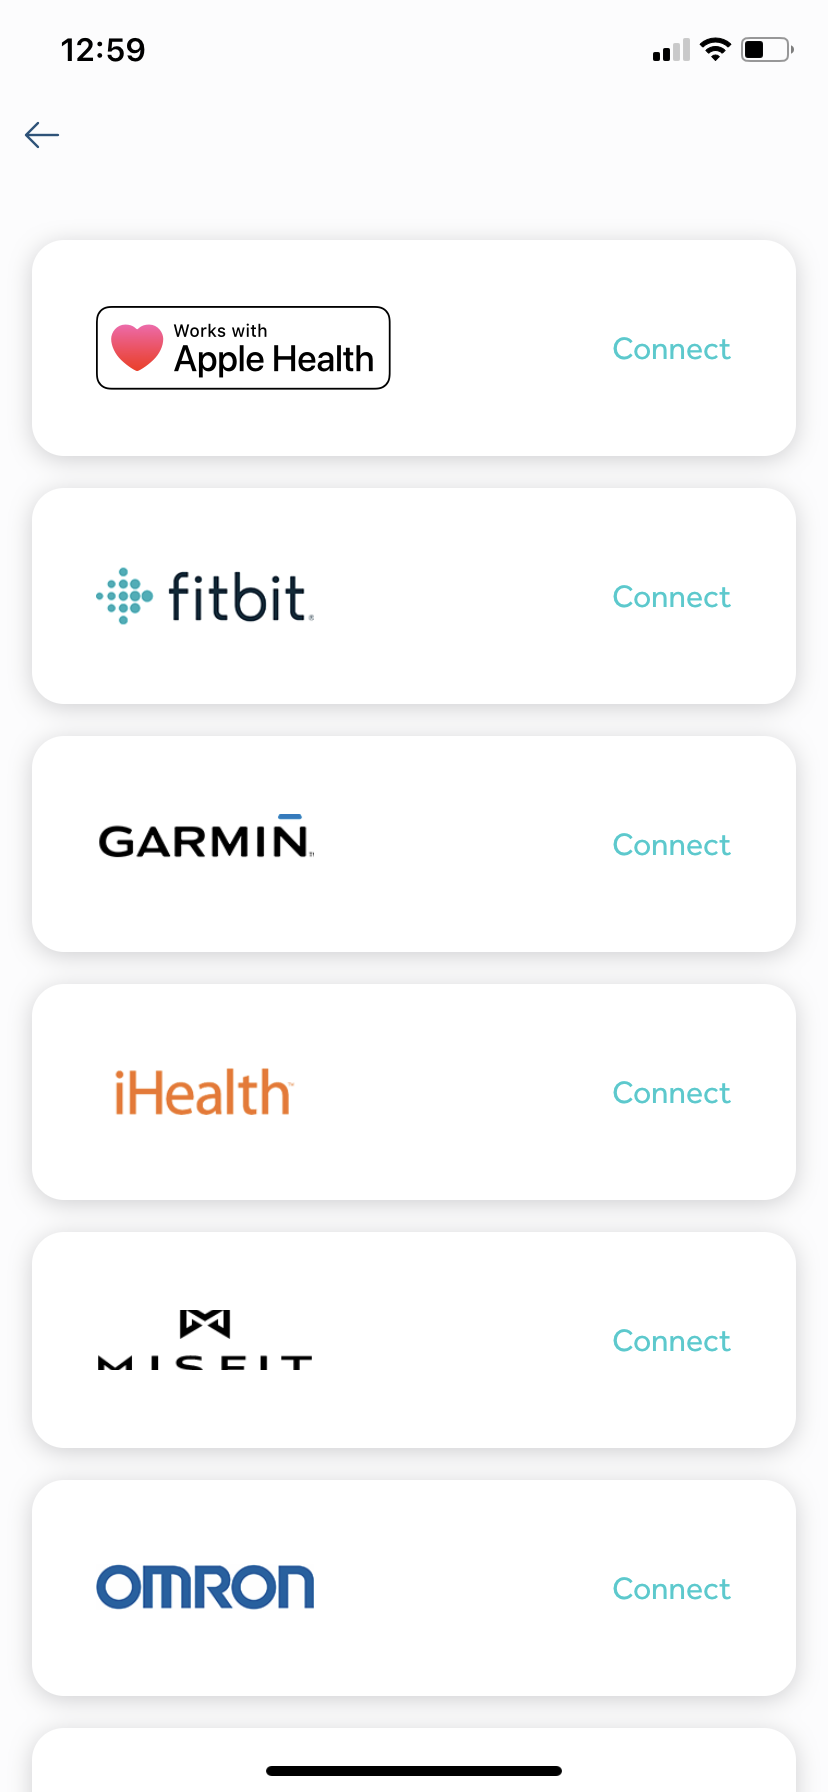 12:59
Works with
Apple Health
Connect
fitbit
Connect
GARMIN
Connect
iHealth
Connect
MISFIT
Connect
OMRON
Connect